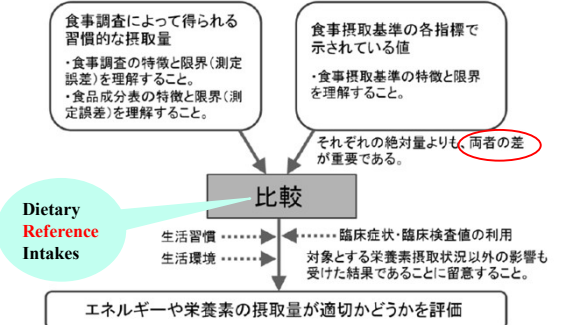 食事調査によって得られる
習慣的な摂取量
・食事調査の特徴と限界（測定
誤差）を理解すること。
・食品成分表の特徴と限界（測
定誤差）を理解すること。
食事摂取基準の各指標で
示されている値
・食事摂取基準の特徴と限界
を理解すること。
それぞれの絶対量よりも、両者の差
が重要である。
比較
Dietary
Reference
Intakes
生活習慣
生活環境
臨床症状・臨床検査値の利用
対象とする栄養素摂取状況以外の影響も
受けた結果であることに留意すること。
エネルギーや栄養素の摂取量が適切かどうかを評価